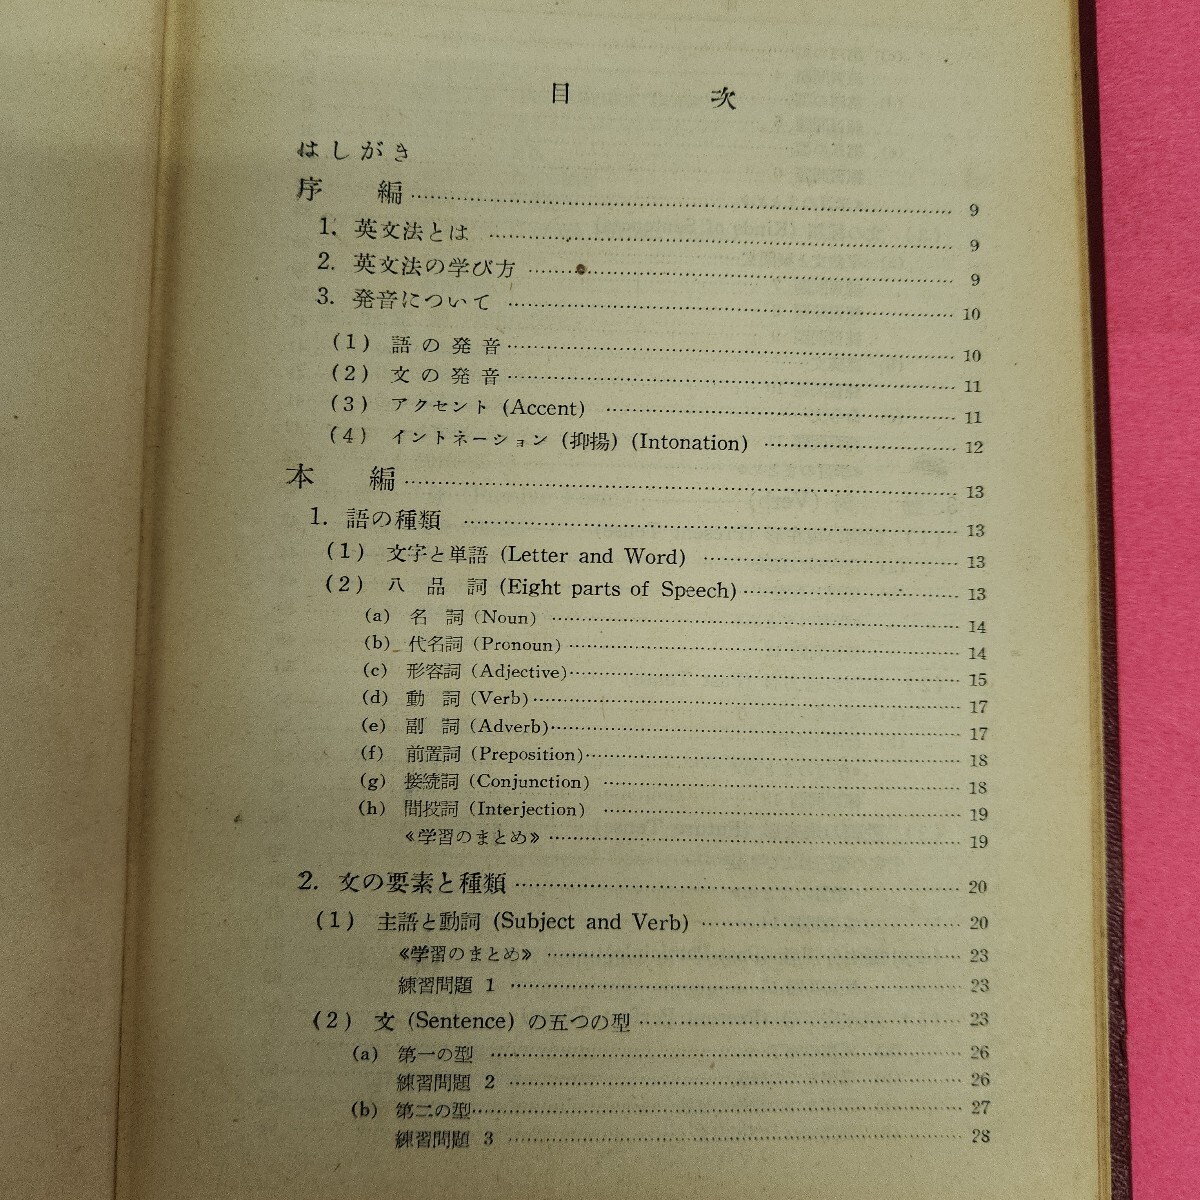 目次
はしがき
序編 9
1. 英文法とは 9
2. 英文法の学び方 9
3. 発音について 10
(1) 語の発音 10
(2) 文の発音 11
(3) アクセント (Accent) 11
(4) イントネーション (抑揚) (Intonation) 12
本編 13
1. 語の種類 13
(1) 文字と単語 (Letter and Word) 13
(2) 八品詞 (Eight parts of Speech) 13
(a) 名詞 (Noun) 14
(b) 代名詞 (Pronoun) 14
(c) 形容詞 (Adjective) 15
(d) 動詞 (Verb) 17
(e) 副詞 (Adverb) 17
(f) 前置詞 (Preposition) 18
(g) 接続詞 (Conjunction) 18
(h) 間投詞 (Interjection) 19
《学習のまとめ》 19
2. 文の要素と種類 20
(1) 主語と動詞 (Subject and Verb) 20
《学習のまとめ》 23
練習問題 1 23
(2) 文 (Sentence) の五つの型 23
(a) 第一の型 26
練習問題 2 26
(b) 第二の型 27
練習問題 3 28